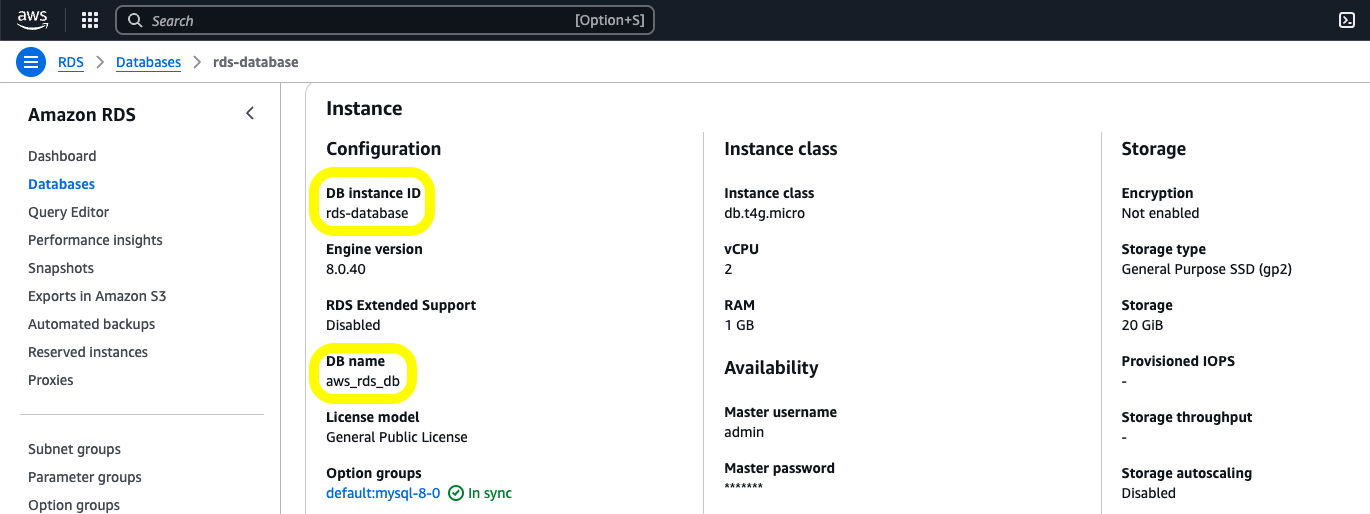 aws
Search
[Option+S]
RDS
Databases
rds-database
Amazon RDS
Dashboard
Databases
Query Editor
Performance insights
Snapshots
Exports in Amazon S3
Automated backups
Reserved instances
Proxies
Subnet groups
Parameter groups
Option groups
Instance
Configuration
DB instance ID
rds-database
Engine version
8.0.40
RDS Extended Support
Disabled
DB name
aws_rds_db
License model
General Public License
Option groups
default:mysql-8-0 In sync
Instance class
Instance class
db.t4g.micro
vCPU
2
RAM
1 GB
Availability
Master username
admin
Master password
*******
Storage
Encryption
Not enabled
Storage type
General Purpose SSD (gp2)
Storage
20 GiB
Provisioned IOPS
-
Storage throughput
-
Storage autoscaling
Disabled